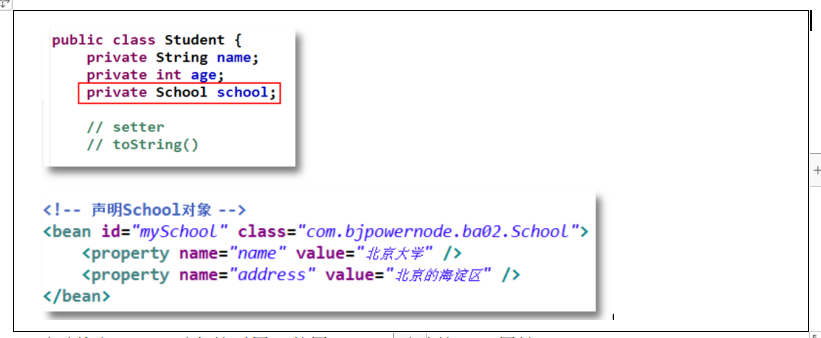 public class Student {
private String name;
private int age;
private School school;
// setter
// toString()
<!-- 声明School对象 -->
<bean id="mySchool" class="com.bjpowernode.ba02.School">
<property name="name" value="北京大学" />
<property name="address" value="北京的海淀区" />
</bean>